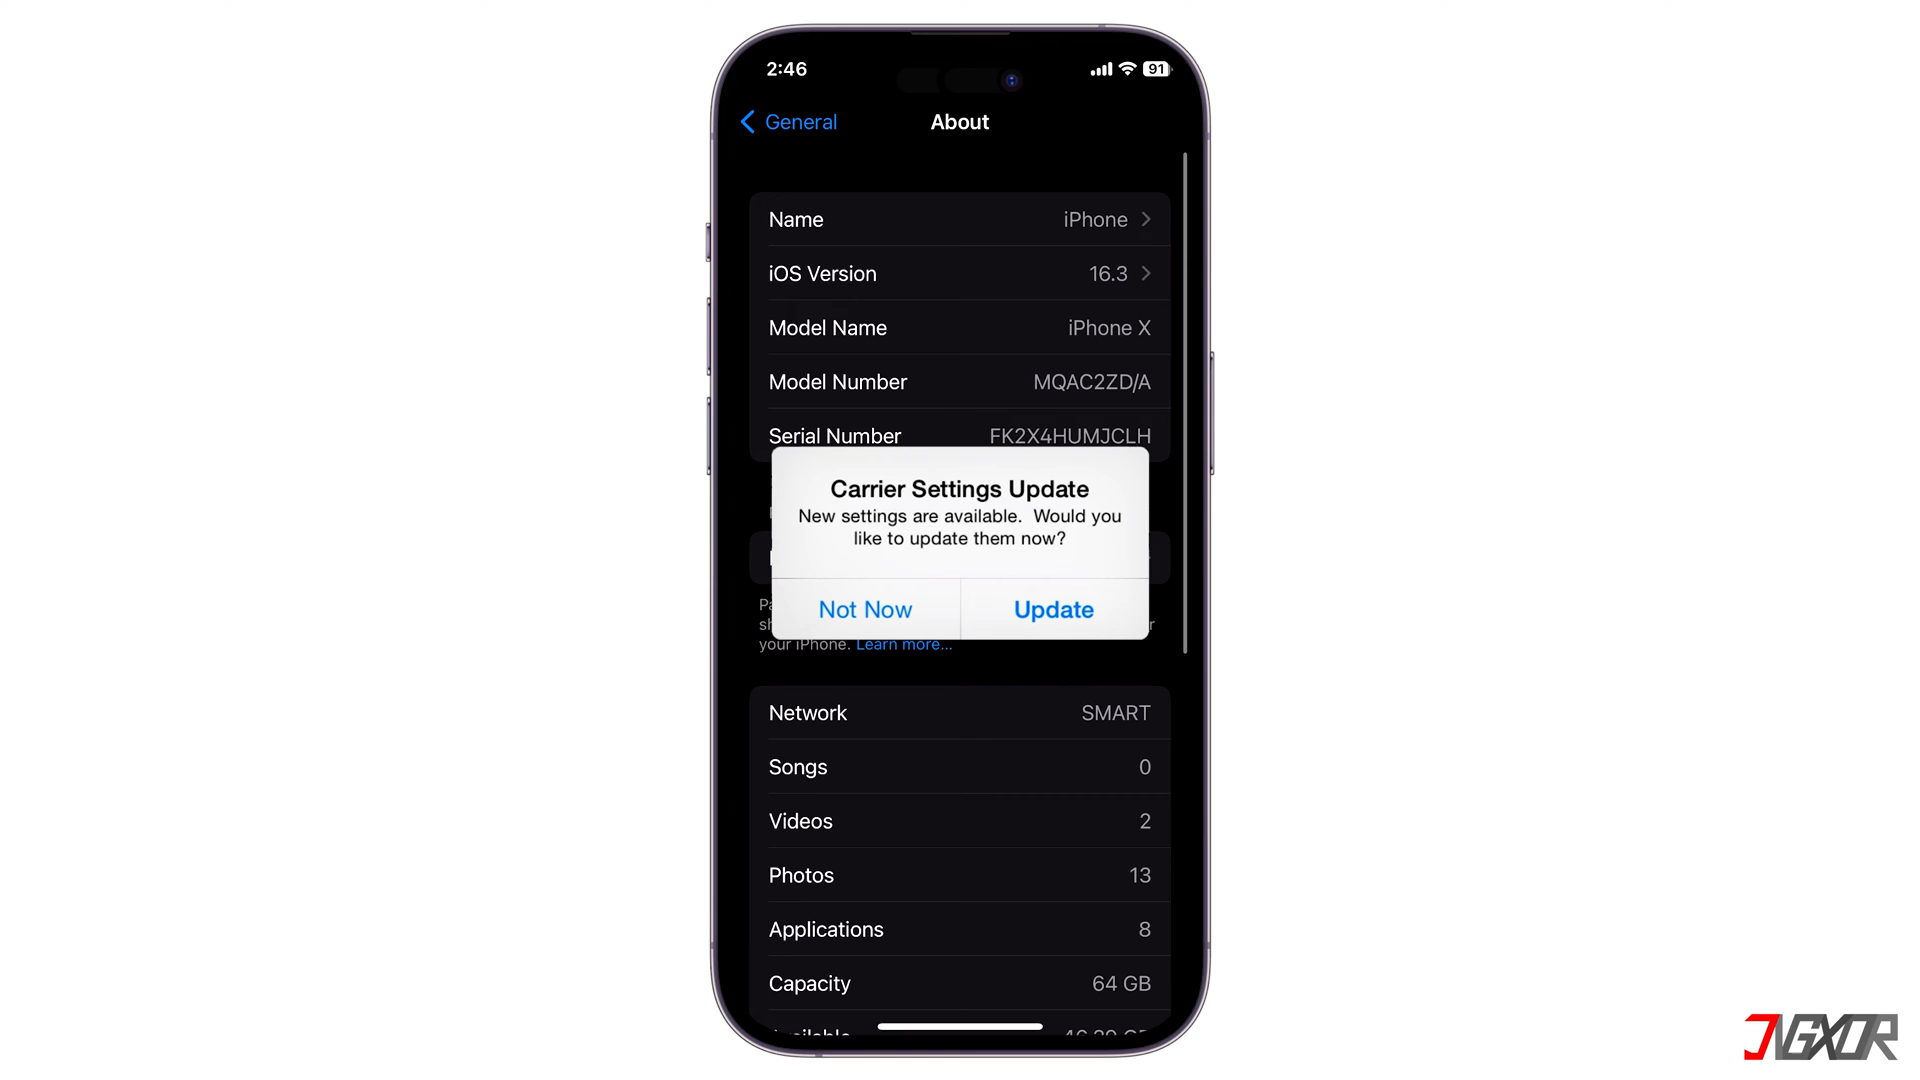 2:46
91
General
About
Name
iPhone
iOS Version
16.3
Model Name
iPhone X
Model Number
MQAC2ZD/A
Serial Number
FK2X4HUMJCLH
Carrier Settings Update
New settings are available. Would you
like to update them now?
Not Now
Update
your iPhone. Learn more...
Network
SMART
Songs
0
Videos
2
Photos
13
Applications
8
Capacity
64 GB
JIGXOR